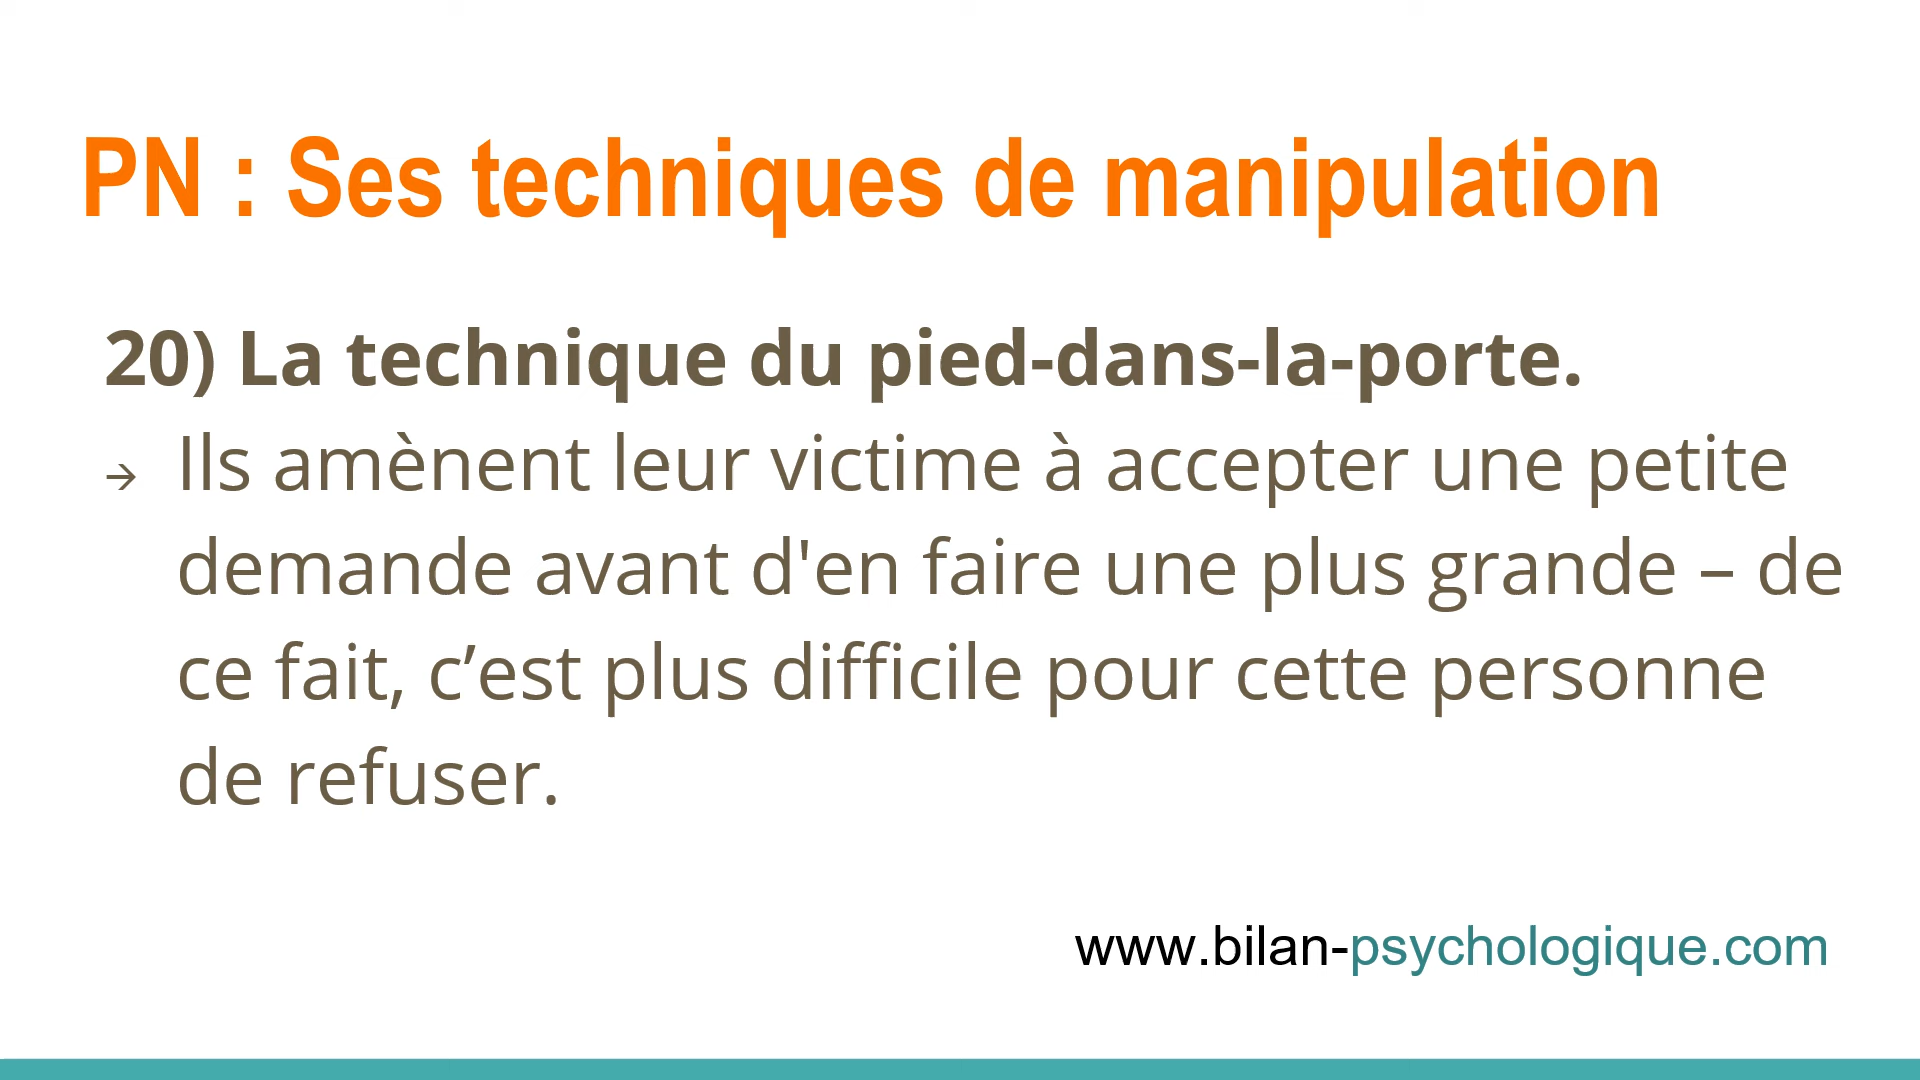 PN : Ses techniques de manipulation
20) La technique du pied-dans-la-porte.
→ Ils amènent leur victime à accepter une petite
demande avant d'en faire une plus grande – de
ce fait, c’est plus difficile pour cette personne
de refuser.
www.bilan-psychologique.com